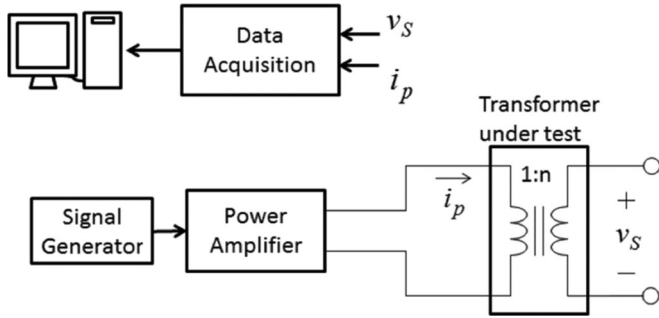 Data
Acquisition
v_S
i_p
Transformer
under test
1:n
Signal
Generator
Power
Amplifier
i_p
+
v_S
−